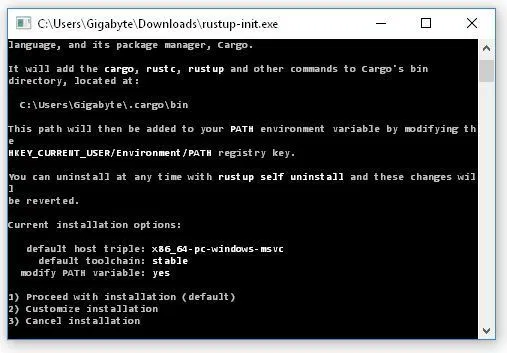 C:\Users\Gigabyte\Downloads\rustup-init.exe
language, and its package manager, Cargo.
It will add the cargo, rustc, rustup and other commands to Cargo's bin
directory, located at:
C:\Users\Gigabyte\.cargo\bin
This path will then be added to your PATH environment variable by modifying th
e
HKEY_CURRENT_USER/Environment/PATH registry key.
You can uninstall at any time with rustup self uninstall and these changes wil
l
be reverted.
Current installation options:
default host triple: x86_64-pc-windows-msvc
default toolchain: stable
modify PATH variable: yes
1) Proceed with installation (default)
2) Customize installation
3) Cancel installation